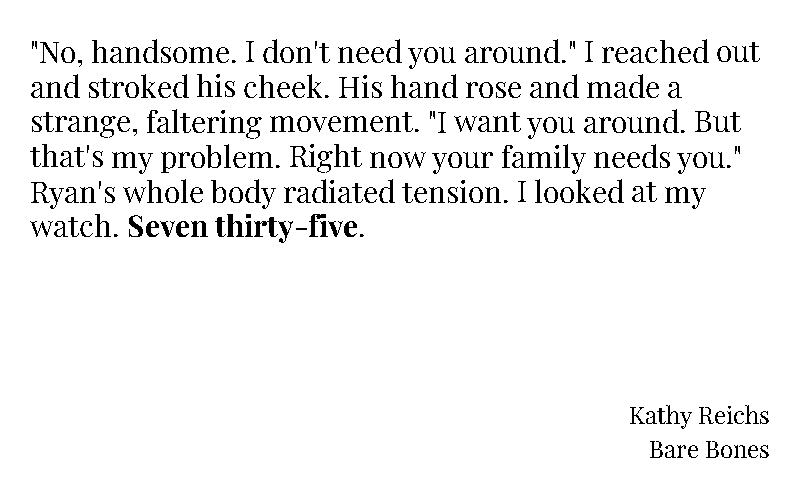 "No, handsome. I don't need you around." I reached out
and stroked his cheek. His hand rose and made a
strange, faltering movement. "I want you around. But
that's my problem. Right now your family needs you."
Ryan's whole body radiated tension. I looked at my
watch. Seven thirty-five.
Kathy Reichs
Bare Bones